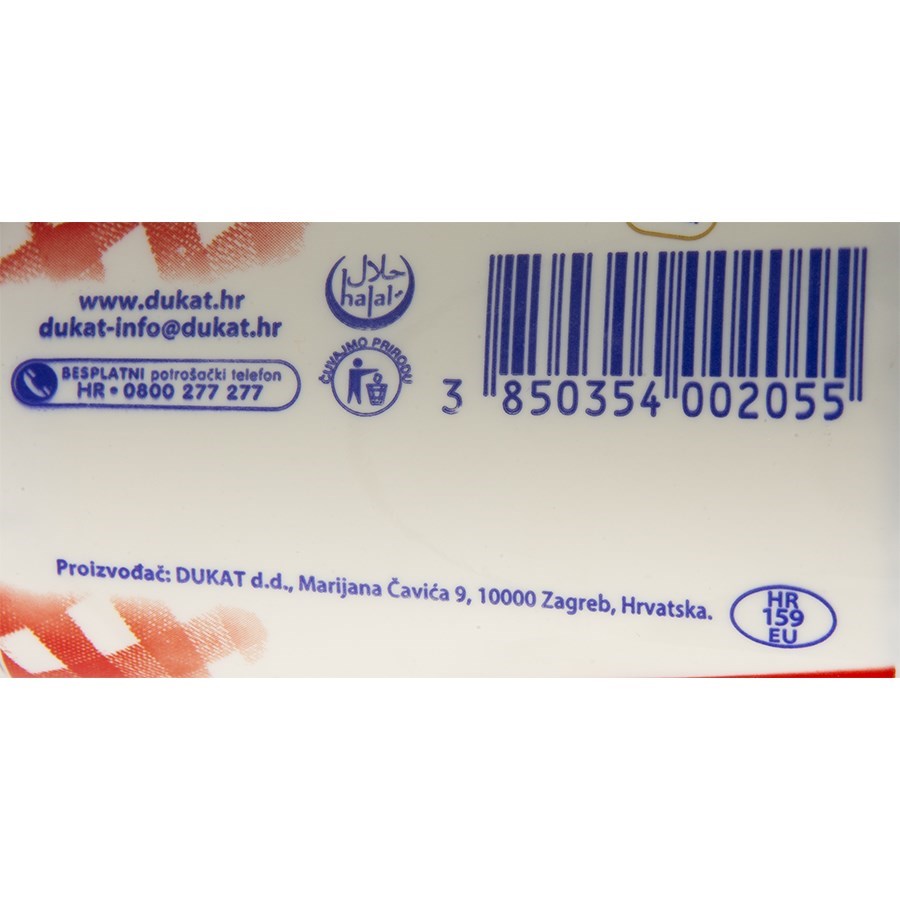 www.dukat.hr
dukat-info@dukat.hr
BESPLATNI potrošački telefon
HR • 0800 277 277
حلال
halal
ČUVAJMO PRIRODU
3 850354 002055
Proizvođač: DUKAT d.d., Marijana Čavića 9, 10000 Zagreb, Hrvatska.
HR
159
EU